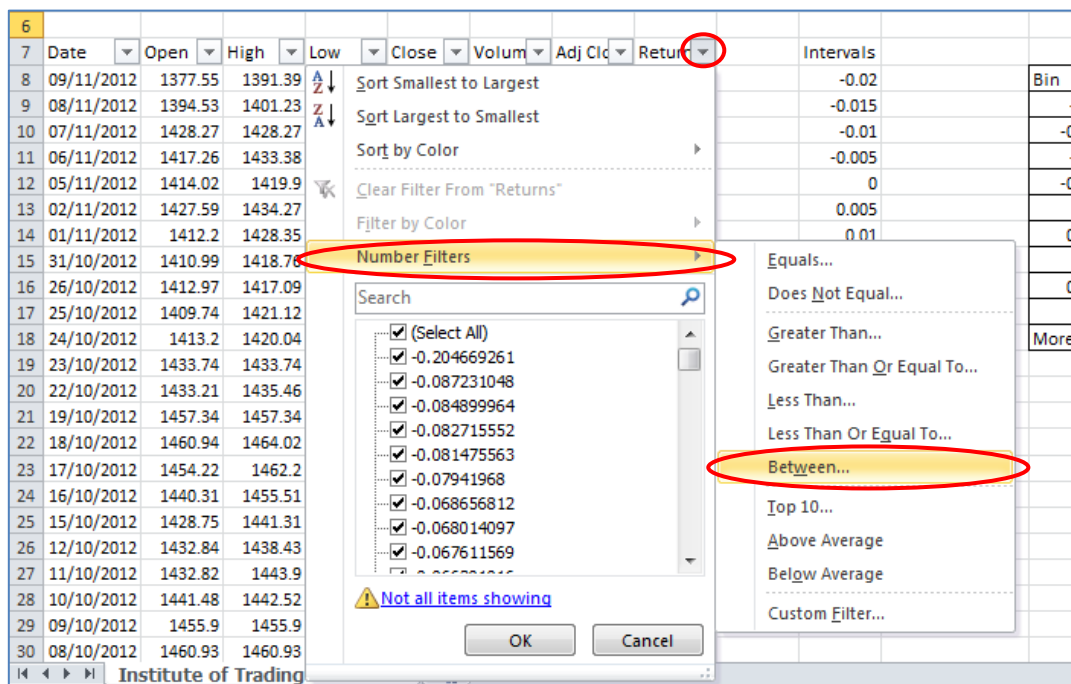 6
7 Date Open High Low Close Volum Adj Clo Return Intervals
8 09/11/2012 1377.55 1391.39 Sort Smallest to Largest -0.02 Bin
9 08/11/2012 1394.53 1401.23 Sort Largest to Smallest -0.015
10 07/11/2012 1428.27 1428.27 Sort by Color -0.01
11 06/11/2012 1417.26 1433.38 -0.005
12 05/11/2012 1414.02 1419.9 Clear Filter From "Returns" 0
13 02/11/2012 1427.59 1434.27 Filter by Color 0.005
14 01/11/2012 1412.2 1428.35 Number Filters 0.01
15 31/10/2012 1410.99 1418.76 Equals...
16 26/10/2012 1412.97 1417.09 Search Does Not Equal...
17 25/10/2012 1409.74 1421.12
18 24/10/2012 1413.2 1420.04 (Select All) Greater Than... More
19 23/10/2012 1433.74 1433.74 -0.204669261 Greater Than Or Equal To...
20 22/10/2012 1433.21 1435.46 -0.087231048
21 19/10/2012 1457.34 1457.34 -0.084899964 Less Than...
22 18/10/2012 1460.94 1464.02 -0.082715552 Less Than Or Equal To...
23 17/10/2012 1454.22 1462.2 -0.081475563 Between...
24 16/10/2012 1440.31 1455.51 -0.07941968
-0.068656812 Top 10...
25 15/10/2012 1428.75 1441.31 -0.068014097
26 12/10/2012 1432.84 1438.43 -0.067611569 Above Average
27 11/10/2012 1432.82 1443.9 Below Average
28 10/10/2012 1441.48 1442.52 Not all items showing
29 09/10/2012 1455.9 1455.9 Custom Filter...
30 08/10/2012 1460.93 1460.93 OK Cancel
Institute of Trading